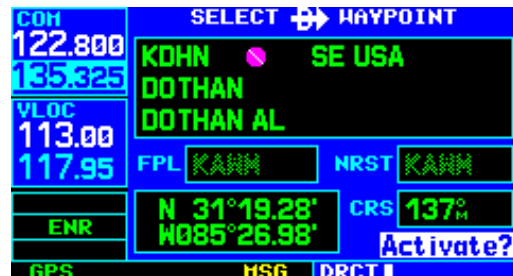 COM
122.800
135.325
VLOC
113.00
117.95
ENR
GPS
SELECT D WAYPOINT
KDHN SE USA
DOTHAN
DOTHAN AL
FPL KAWM NRST KAWM
N 31°19.28'
W085°26.98'
CRS 137°M
Activate?
MSG DRCT